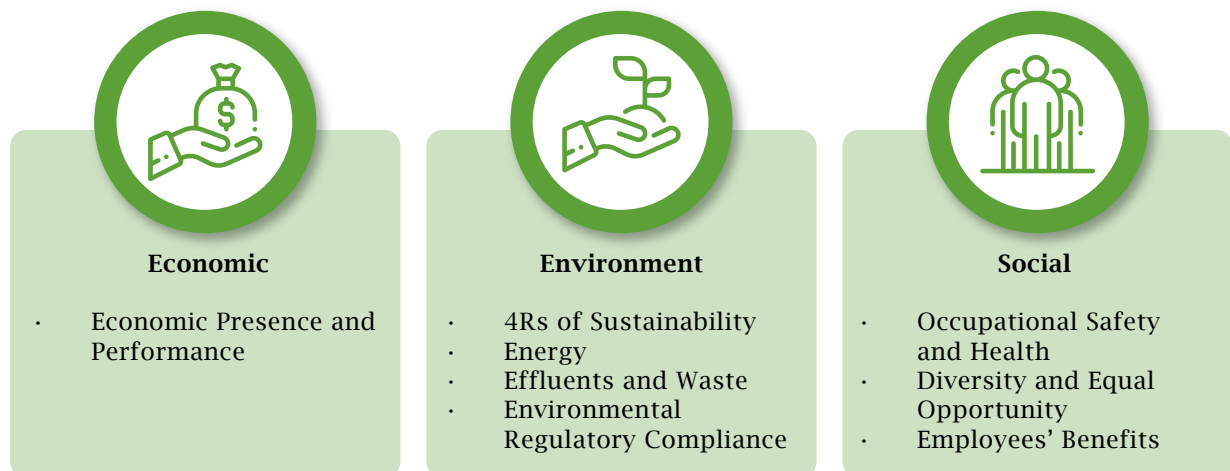 $
Economic
· Economic Presence and
Performance
Environment
· 4Rs of Sustainability
· Energy
· Effluents and Waste
· Environmental
Regulatory Compliance
Social
· Occupational Safety
and Health
· Diversity and Equal
Opportunity
· Employees’ Benefits